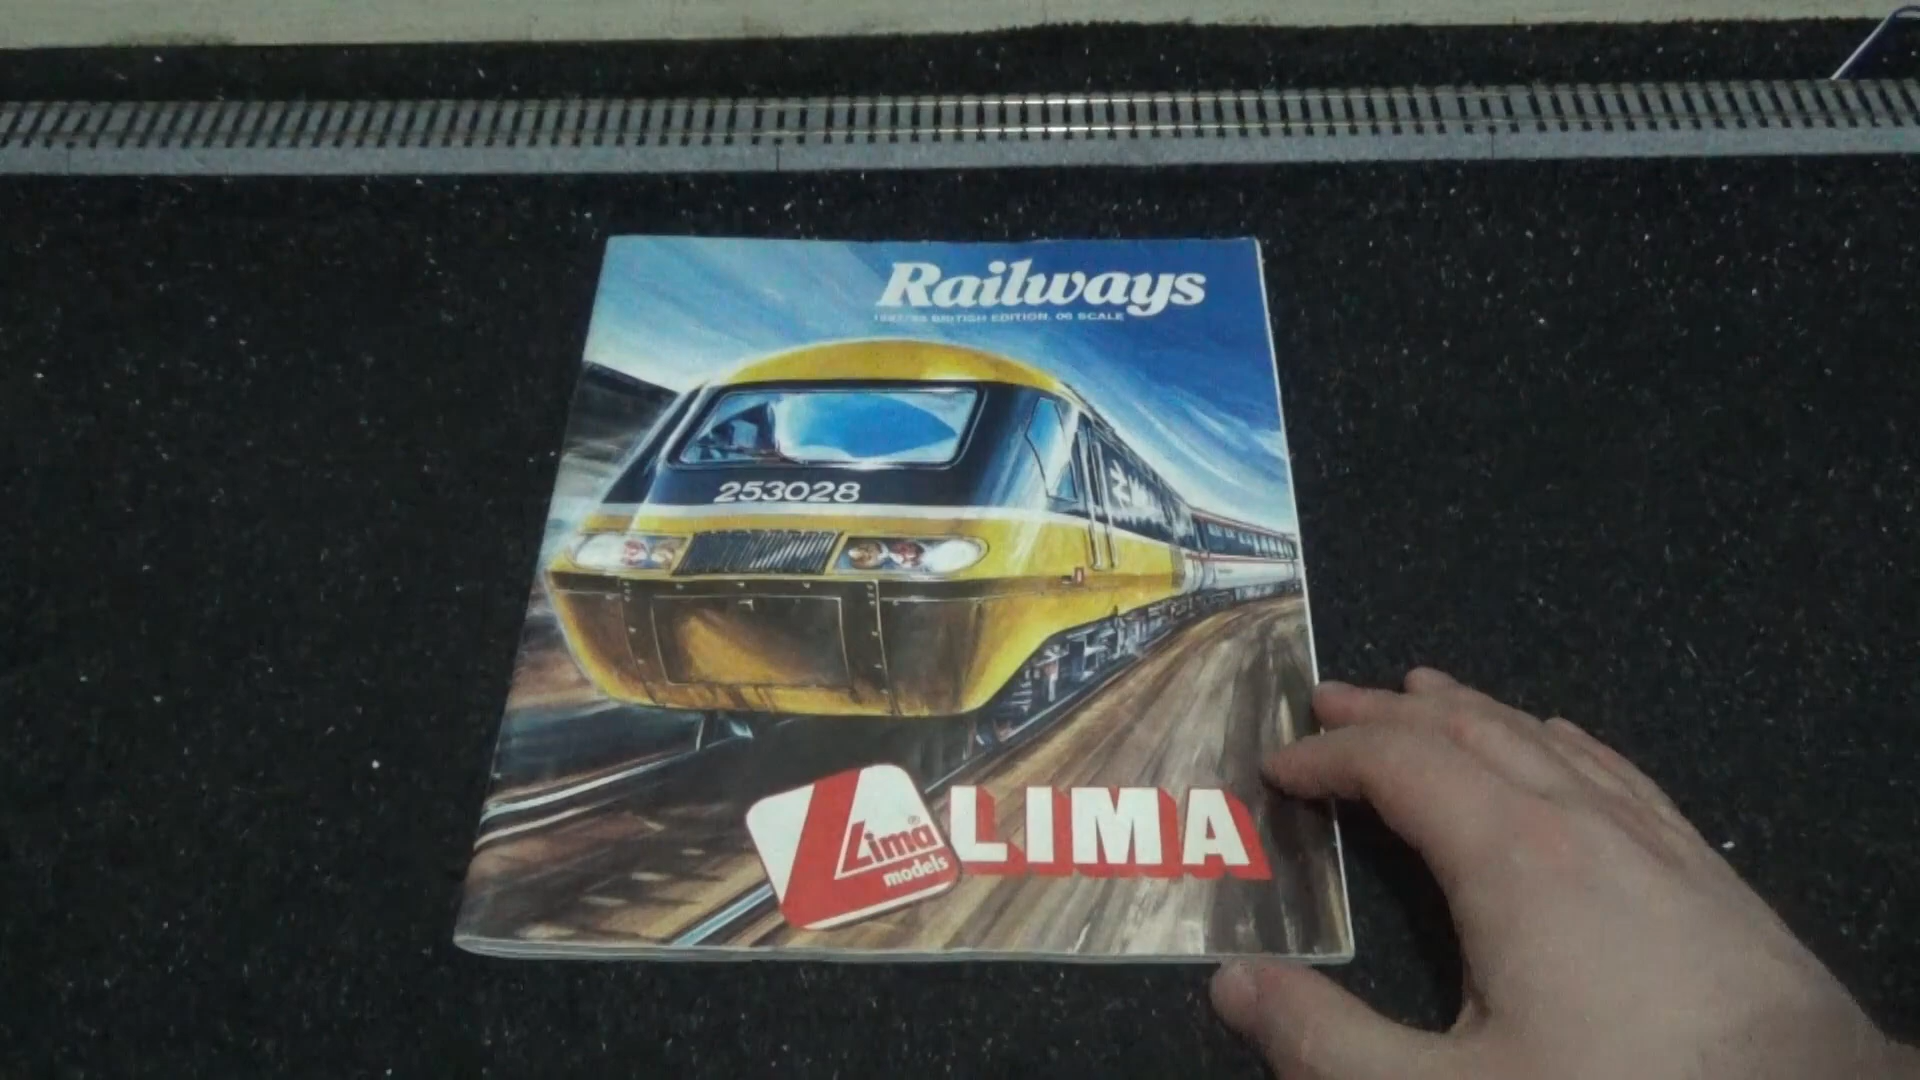 Railways
BRITISH EDITION. 00 SCALE
253028
Lima®
models
LIMA